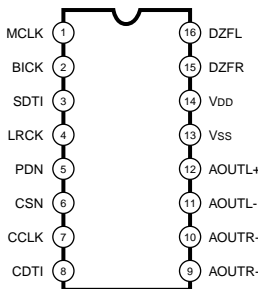 MCLK 1 16 DZFL
BICK 2 15 DZFR
SDTI 3 14 VDD
LRCK 4 13 VSS
PDN 5 12 AOUTL+
CSN 6 11 AOUTL-
CCLK 7 10 AOUTR-
CDTI 8 9 AOUTR-